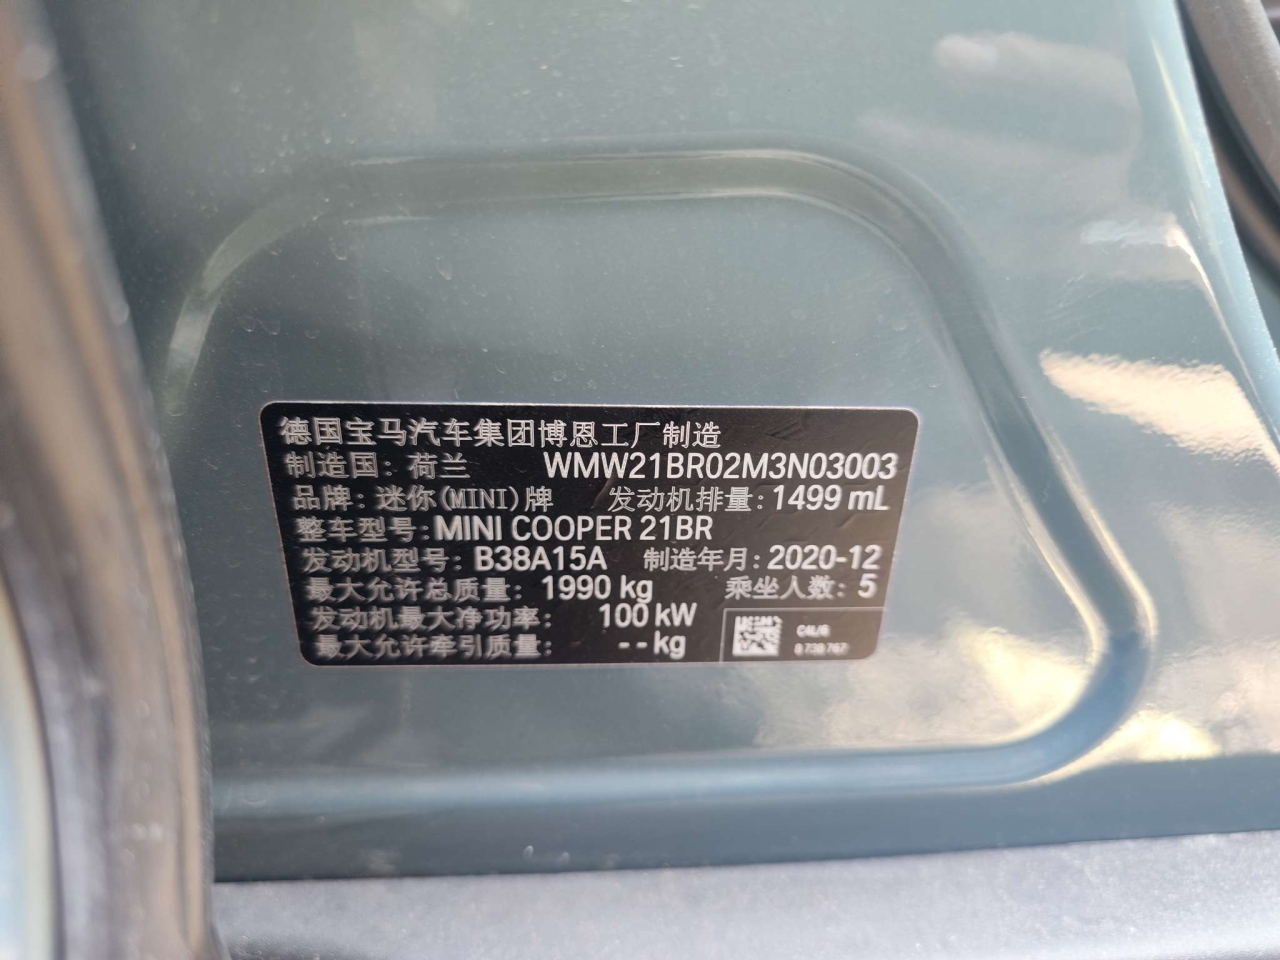 德国宝马汽车集团博恩工厂制造
制造国: 荷兰 WMW21BR02M3N03003
品牌: 迷你(MINI)牌 发动机排量: 1499 mL
整车型号: MINI COOPER 21BR
发动机型号: B38A15A 制造年月: 2020-12
最大允许总质量: 1990 kg 乘坐人数: 5
发动机最大净功率: 100 kW
最大允许牵引质量: -- kg
C4L/G
8 738 767